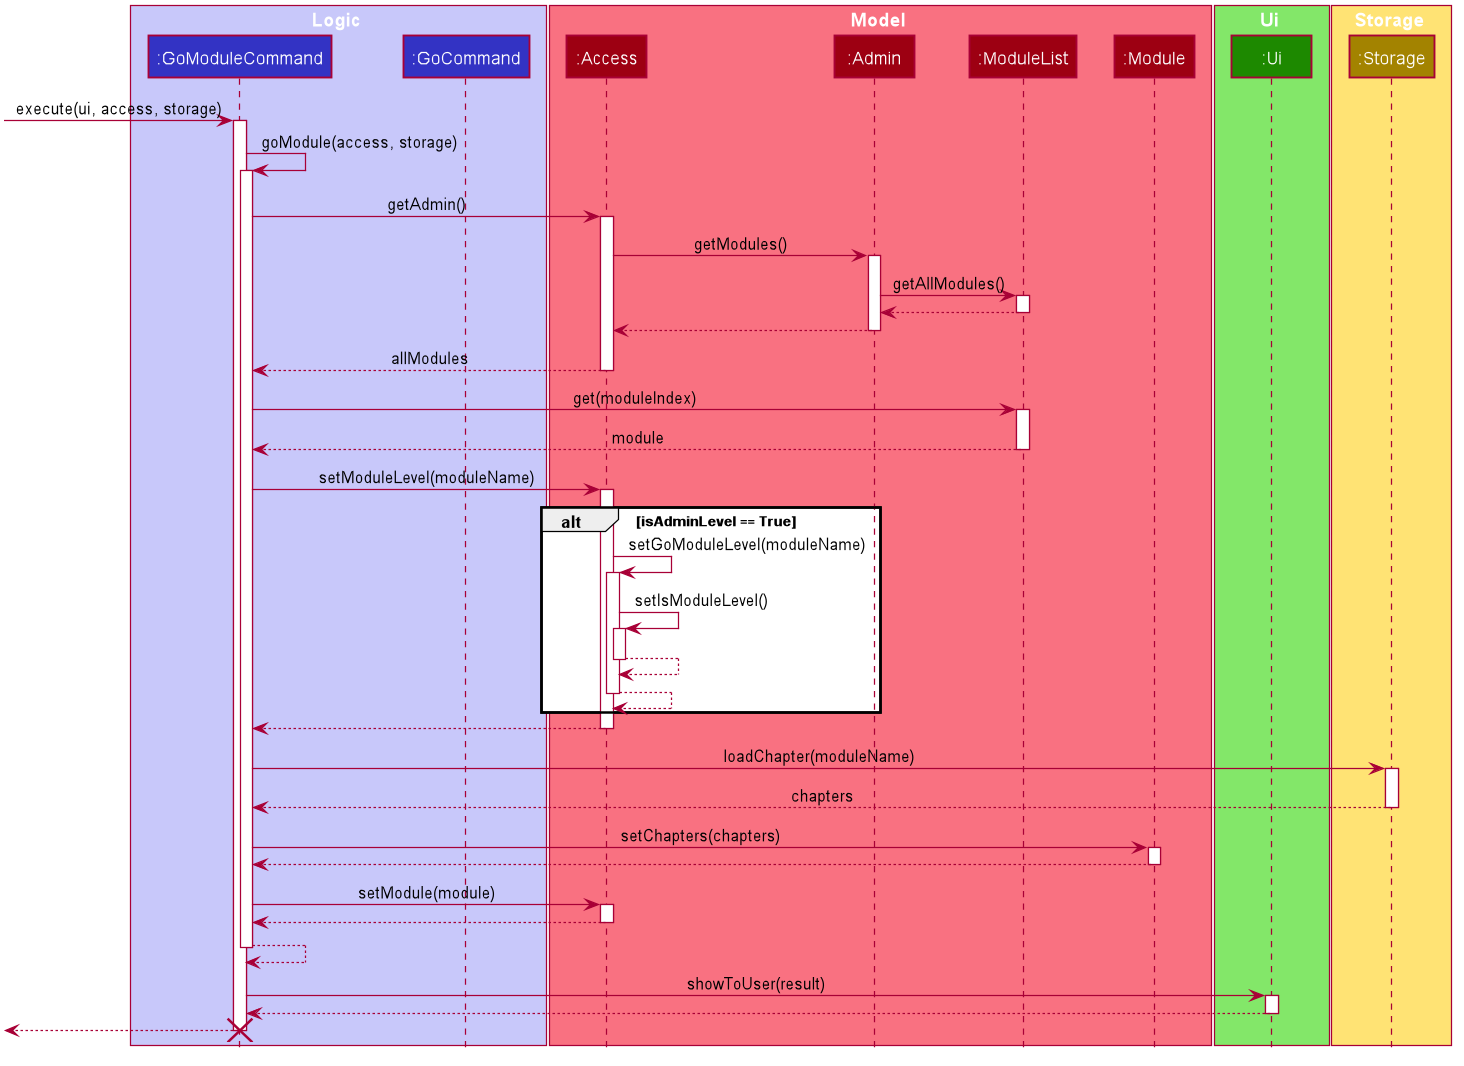 Logic
Model
Ui
Storage
:GoModuleCommand
:GoCommand
:Access
:Admin
:ModuleList
:Module
:Ui
:Storage
execute(ui, access, storage)
goModule(access, storage)
getAdmin()
getModules()
getAllModules()
allModules
get(moduleIndex)
module
setModuleLevel(moduleName)
alt
[isAdminLevel == True]
setGoModuleLevel(moduleName)
setIsModuleLevel()
loadChapter(moduleName)
chapters
setChapters(chapters)
setModule(module)
showToUser(result)